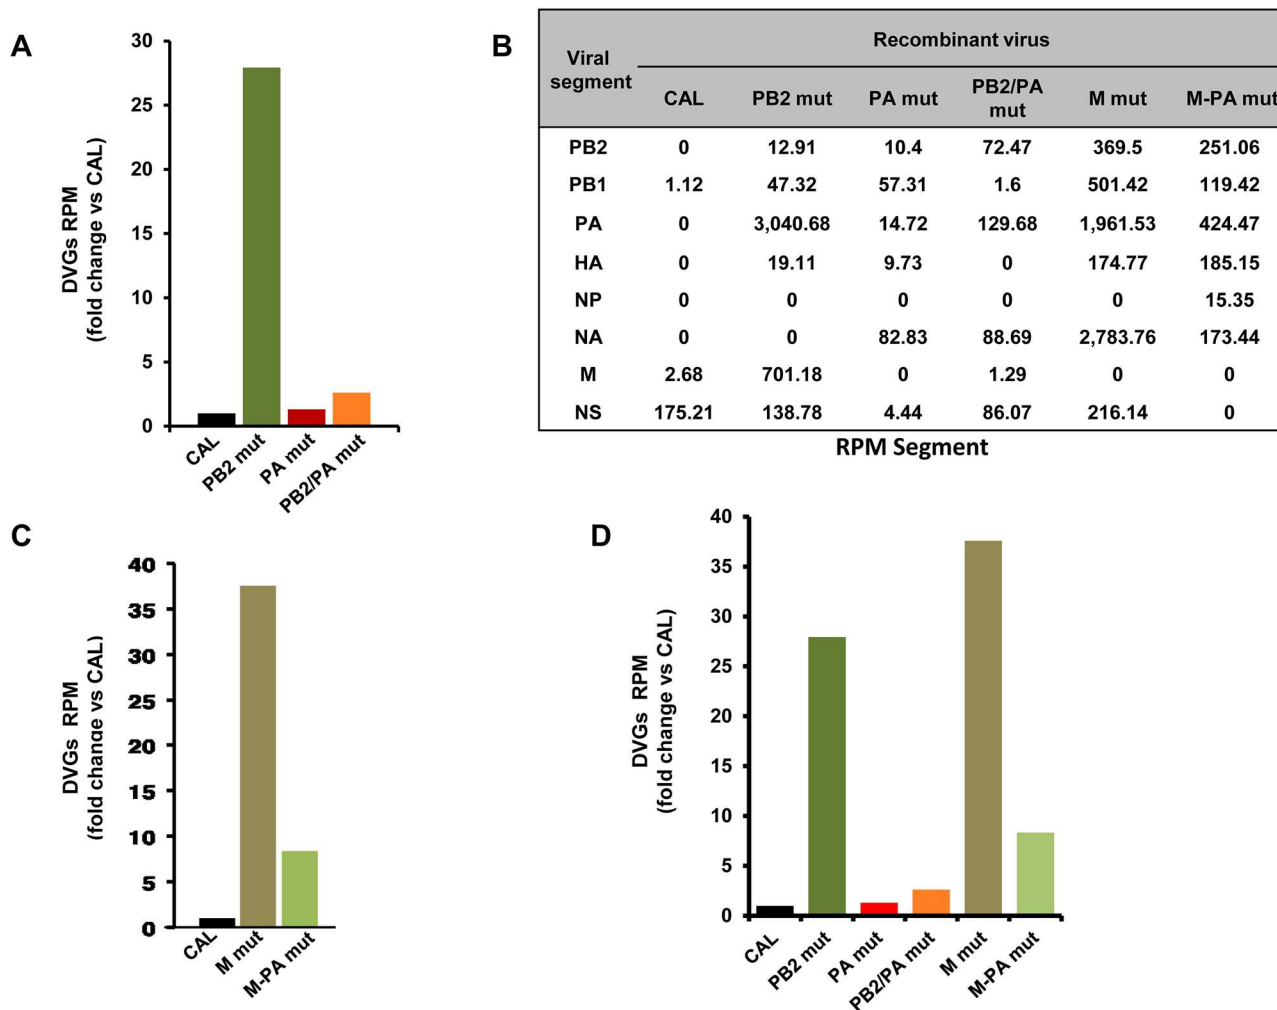 A
30
25
20
15
10
5
0
DVGs RPM
(fold change vs CAL)
CAL
PB2 mut
PA mut
PB2/PA mut
B
Viral segment
Recombinant virus
CAL PB2 mut PA mut PB2/PA mut M mut M-PA mut
PB2 0 12.91 10.4 72.47 369.5 251.06
PB1 1.12 47.32 57.31 1.6 501.42 119.42
PA 0 3,040.68 14.72 129.68 1,961.53 424.47
HA 0 19.11 9.73 0 174.77 185.15
NP 0 0 0 0 0 15.35
NA 0 0 82.83 88.69 2,783.76 173.44
M 2.68 701.18 0 1.29 0 0
NS 175.21 138.78 4.44 86.07 216.14 0
RPM Segment
C
40
35
30
25
20
15
10
5
0
DVGs RPM
(fold change vs CAL)
CAL
M mut
M-PA mut
D
40
35
30
25
20
15
10
5
0
DVGs RPM
(fold change vs CAL)
CAL
PB2 mut
PA mut
PB2/PA mut
M mut
M-PA mut